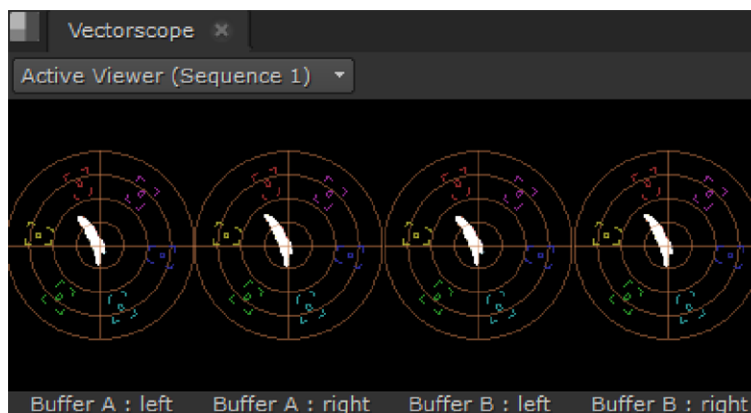 Vectorscope
Active Viewer (Sequence 1)
Buffer A : left Buffer A : right Buffer B : left Buffer B : right